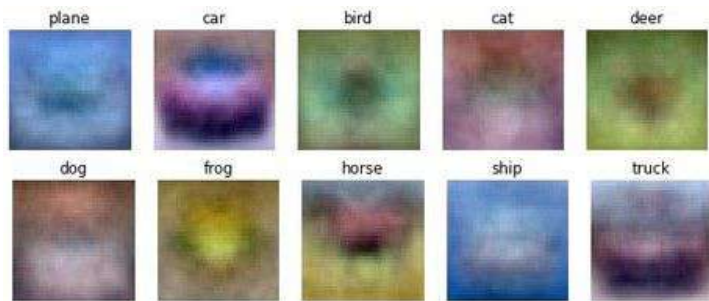 plane car bird cat deer
dog frog horse ship truck